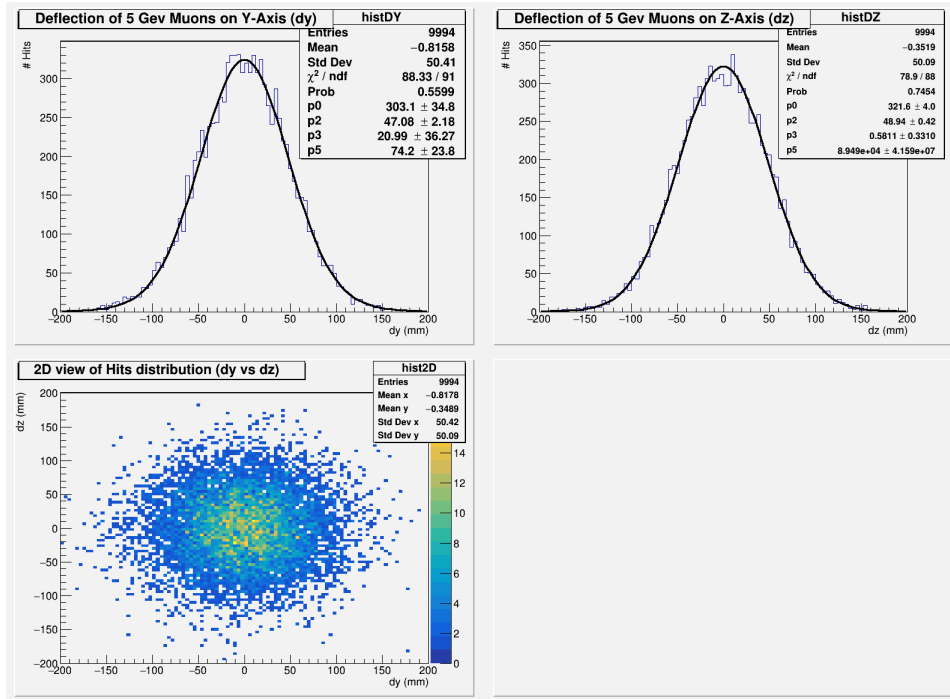 Deflection of 5 Gev Muons on Y-Axis (dy)
histDY
Entries 9994
Mean −0.8158
Std Dev 50.41
χ² / ndf 88.33 / 91
Prob 0.5599
p0 303.1 ± 34.8
p2 47.08 ± 2.18
p3 20.99 ± 36.27
p5 74.2 ± 23.8
# Hits
300
250
200
150
100
50
0
−200 −150 −100 −50 0 50 100 150 200
dy (mm)
Deflection of 5 Gev Muons on Z-Axis (dz)
histDZ
Entries 9994
Mean −0.3519
Std Dev 50.09
χ² / ndf 78.9 / 88
Prob 0.7454
p0 321.6 ± 4.0
p2 48.94 ± 0.42
p3 0.5811 ± 0.3310
p5 8.949e+04 ± 4.159e+07
# Hits
350
300
250
200
150
100
50
0
−200 −150 −100 −50 0 50 100 150 200
dz (mm)
2D view of Hits distribution (dy vs dz)
hist2D
Entries 9994
Mean x −0.8178
Mean y −0.3489
Std Dev x 50.42
Std Dev y 50.09
dz (mm)
200
150
100
50
0
−50
−100
−150
−200
−200 −150 −100 −50 0 50 100 150 200
dy (mm)
14
12
10
8
6
4
2
0